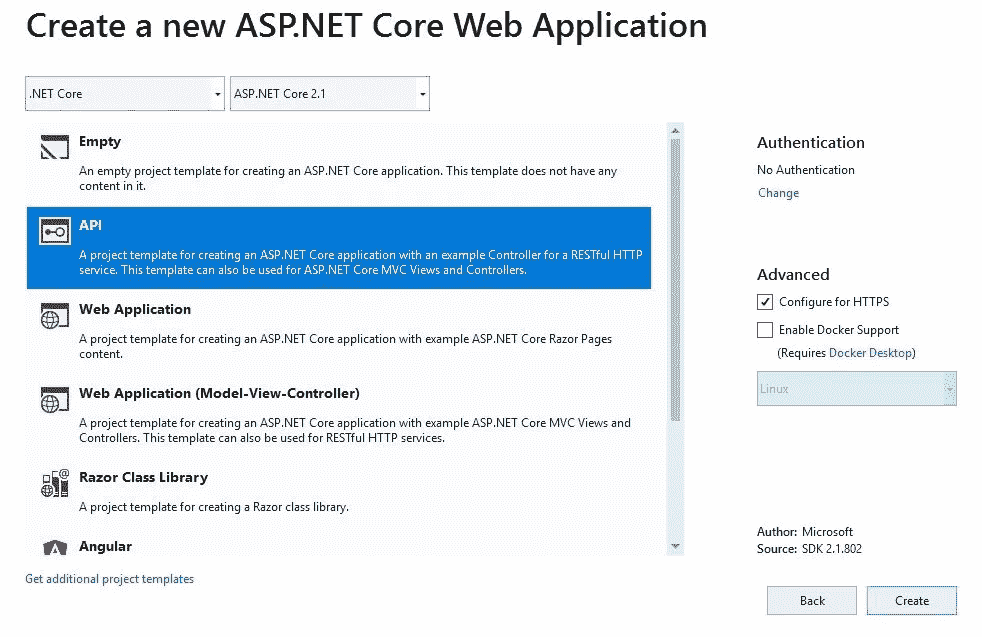 Create a new ASP.NET Core Web Application
.NET Core
ASP.NET Core 2.1
Empty
An empty project template for creating an ASP.NET Core application. This template does not have any
content in it.
API
A project template for creating an ASP.NET Core application with an example Controller for a RESTful HTTP
service. This template can also be used for ASP.NET Core MVC Views and Controllers.
Web Application
A project template for creating an ASP.NET Core application with example ASP.NET Core Razor Pages
content.
Web Application (Model-View-Controller)
A project template for creating an ASP.NET Core application with example ASP.NET Core MVC Views and
Controllers. This template can also be used for RESTful HTTP services.
Razor Class Library
A project template for creating a Razor class library.
Angular
Get additional project templates
Authentication
No Authentication
Change
Advanced
Configure for HTTPS
Enable Docker Support
(Requires Docker Desktop)
Linux
Author: Microsoft
Source: SDK 2.1.802
Back
Create